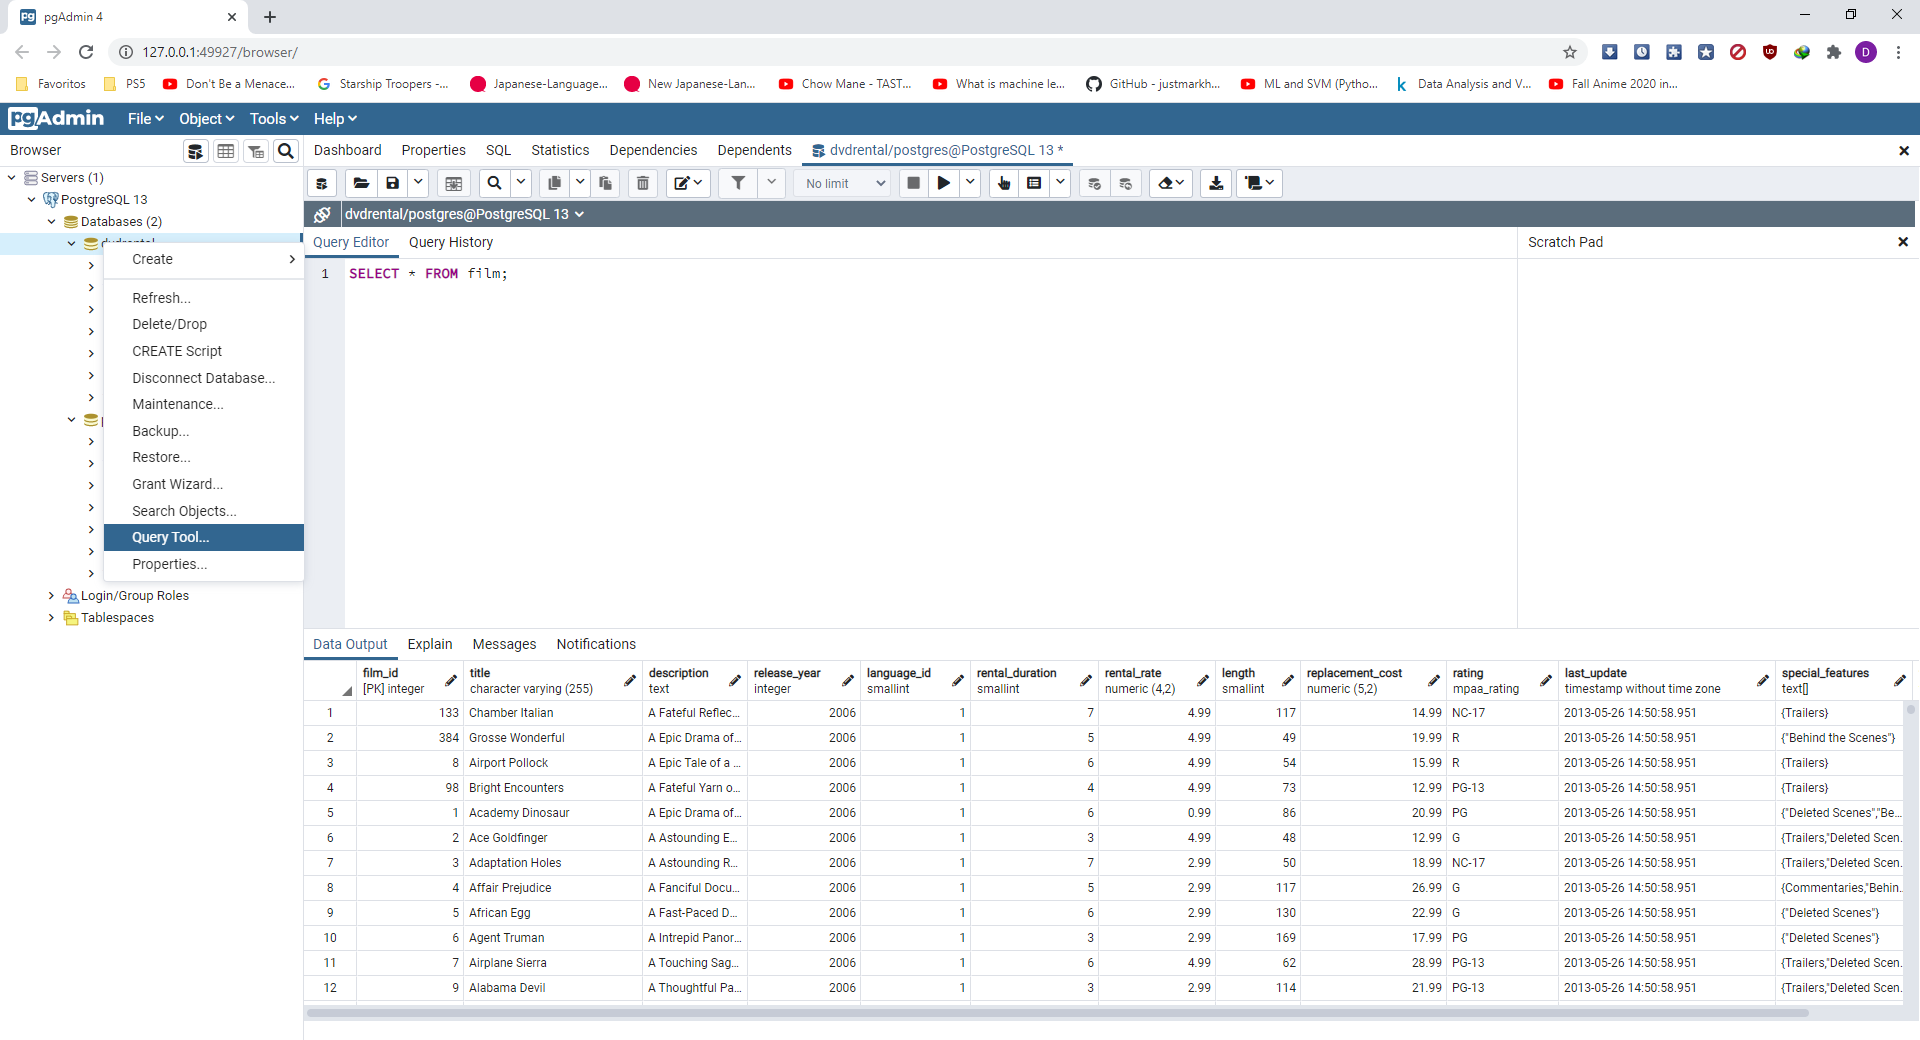 pgAdmin 4
127.0.0.1:49927/browser/
D
Favoritos PS5 Don't Be a Menace... Starship Troopers -... Japanese-Language... New Japanese-Lan... Chow Mane - TAST... What is machine le... GitHub - justmarkh... ML and SVM (Pytho... Data Analysis and V... Fall Anime 2020 in...
pgAdmin File Object Tools Help
Browser Dashboard Properties SQL Statistics Dependencies Dependents dvdrental/postgres@PostgreSQL 13 *
Servers (1)
PostgreSQL 13
Databases (2)
dvdrental
Create
Refresh...
Delete/Drop
CREATE Script
Disconnect Database...
Maintenance...
Backup...
Restore...
Grant Wizard...
Search Objects...
Query Tool...
Properties...
Login/Group Roles
Tablespaces
No limit
dvdrental/postgres@PostgreSQL 13
Query Editor Query History Scratch Pad
1 SELECT * FROM film;
Data Output Explain Messages Notifications
film_id title description release_year language_id rental_duration rental_rate length replacement_cost rating last_update special_features
[PK] integer character varying (255) text integer smallint smallint numeric (4,2) smallint numeric (5,2) mpaa_rating timestamp without time zone text[]
1 133 Chamber Italian A Fateful Reflec... 2006 1 7 4.99 117 14.99 NC-17 2013-05-26 14:50:58.951 {Trailers}
2 384 Grosse Wonderful A Epic Drama of... 2006 1 5 4.99 49 19.99 R 2013-05-26 14:50:58.951 {"Behind the Scenes"}
3 8 Airport Pollock A Epic Tale of a ... 2006 1 6 4.99 54 15.99 R 2013-05-26 14:50:58.951 {Trailers}
4 98 Bright Encounters A Fateful Yarn o... 2006 1 4 4.99 73 12.99 PG-13 2013-05-26 14:50:58.951 {Trailers}
5 1 Academy Dinosaur A Epic Drama of... 2006 1 6 0.99 86 20.99 PG 2013-05-26 14:50:58.951 {"Deleted Scenes","Be...
6 2 Ace Goldfinger A Astounding E... 2006 1 3 4.99 48 12.99 G 2013-05-26 14:50:58.951 {Trailers,"Deleted Scen...
7 3 Adaptation Holes A Astounding R... 2006 1 7 2.99 50 18.99 NC-17 2013-05-26 14:50:58.951 {Trailers,"Deleted Scen...
8 4 Affair Prejudice A Fanciful Docu... 2006 1 5 2.99 117 26.99 G 2013-05-26 14:50:58.951 {Commentaries,"Behin...
9 5 African Egg A Fast-Paced D... 2006 1 6 2.99 130 22.99 G 2013-05-26 14:50:58.951 {"Deleted Scenes"}
10 6 Agent Truman A Intrepid Panor... 2006 1 3 2.99 169 17.99 PG 2013-05-26 14:50:58.951 {"Deleted Scenes"}
11 7 Airplane Sierra A Touching Sag... 2006 1 6 4.99 62 28.99 PG-13 2013-05-26 14:50:58.951 {Trailers,"Deleted Scen...
12 9 Alabama Devil A Thoughtful Pa... 2006 1 3 2.99 114 21.99 PG-13 2013-05-26 14:50:58.951 {Trailers,"Deleted Scen...